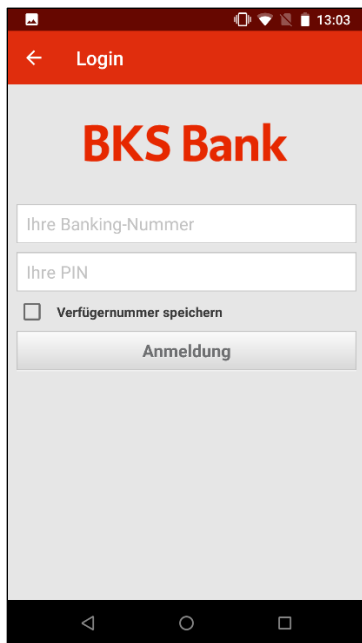 13:03
Login
BKS Bank
Ihre Banking-Nummer
Ihre PIN
Verfügernummer speichern
Anmeldung